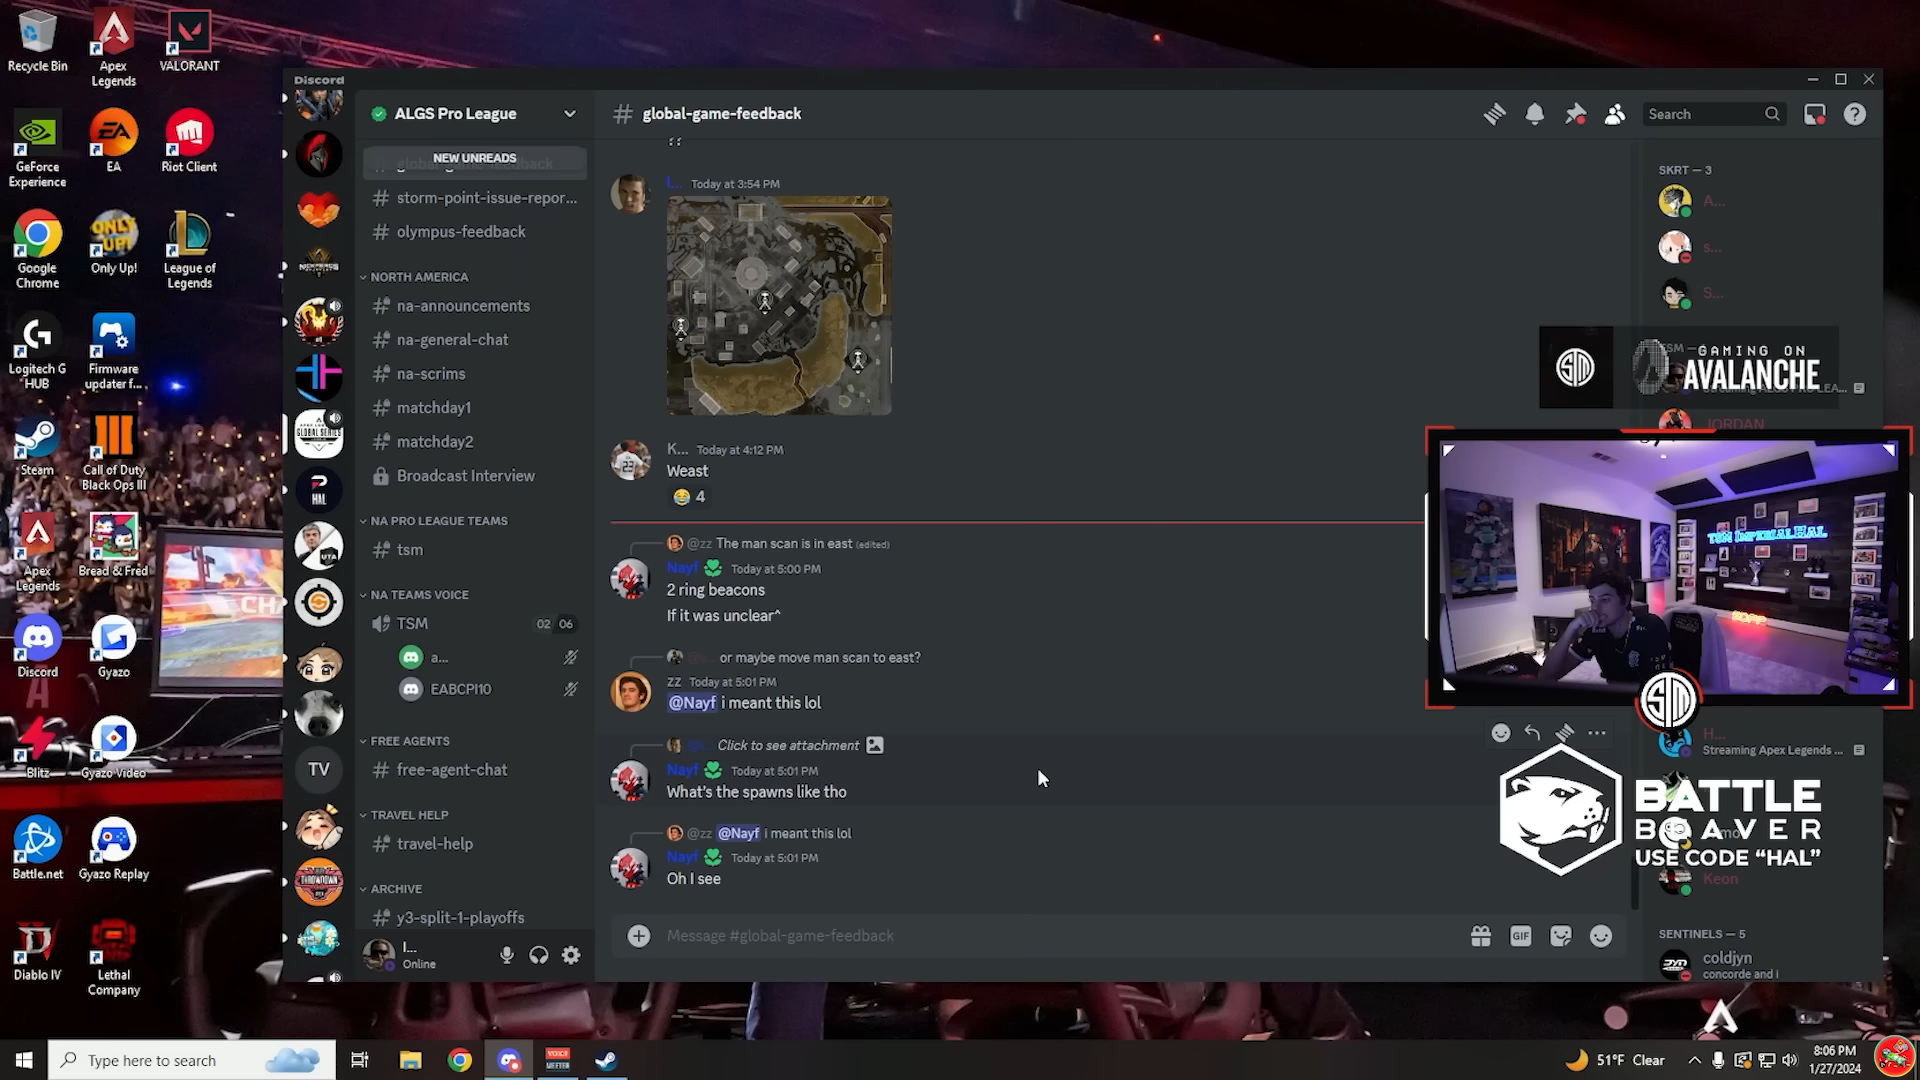 Recycle Bin
Apex Legends
VALORANT
GeForce Experience
EA
Riot Client
Google Chrome
Only Up!
League of Legends
Logitech G HUB
Firmware updater f...
Steam
Call of Duty Black Ops III
Apex Legends
Bread & Fred
Discord
Gyazo
Blitz
Gyazo Video
Battle.net
Gyazo Replay
Diablo IV
Lethal Company
Discord
ALGS Pro League
NEW UNREADS
# storm-point-issue-repor...
# olympus-feedback
NORTH AMERICA
na-announcements
na-general-chat
na-scrims
matchday1
matchday2
Broadcast Interview
NA PRO LEAGUE TEAMS
tsm
NA TEAMS VOICE
TSM 02 06
a...
EABCPI10
FREE AGENTS
# free-agent-chat
TRAVEL HELP
travel-help
ARCHIVE
y3-split-1-playoffs
I...
Online
TV
HAL
# global-game-feedback
Search
I... Today at 3:54 PM
K... Today at 4:12 PM
Weast
😂 4
@zz The man scan is in east (edited)
Nayf Today at 5:00 PM
2 ring beacons
If it was unclear^
or maybe move man scan to east?
ZZ Today at 5:01 PM
@Nayf i meant this lol
Click to see attachment
Nayf Today at 5:01 PM
What's the spawns like tho
@zz @Nayf i meant this lol
Nayf Today at 5:01 PM
Oh I see
Message #global-game-feedback
GIF
SKRT — 3
A...
s...
S...
GAMING ON
AVALANCHE
JORDAN
TSM IMPERIALHAL
H...
Streaming Apex Legends ...
BATTLE
BEAVER
USE CODE “HAL”
Keon
SENTINELS — 5
coldjyn
concorde and i
Type here to search
VOICE
MEETER
51°F Clear
8:06 PM
1/27/2024